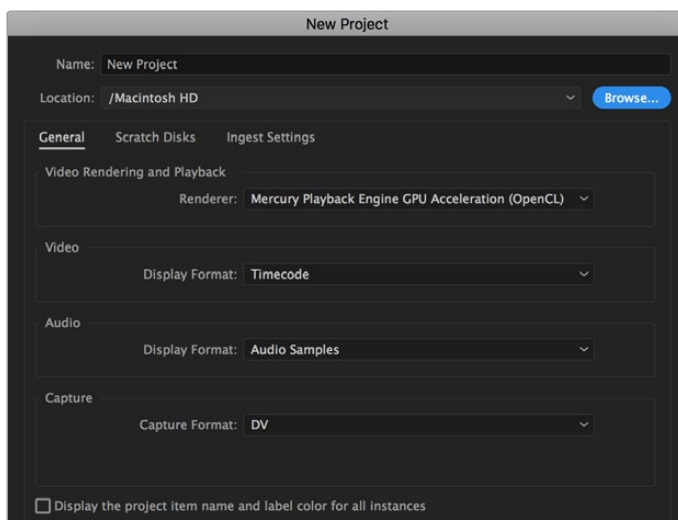 New Project
Name: New Project
Location: /Macintosh HD Browse...
General Scratch Disks Ingest Settings
Video Rendering and Playback
Renderer: Mercury Playback Engine GPU Acceleration (OpenCL)
Video
Display Format: Timecode
Audio
Display Format: Audio Samples
Capture
Capture Format: DV
Display the project item name and label color for all instances